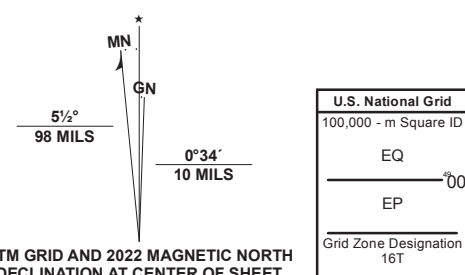 ★
MN
GN
5½°
98 MILS
0°34´
10 MILS
TM GRID AND 2022 MAGNETIC NORTH
DECLINATION AT CENTER OF SHEET
U.S. National Grid
100,000 - m Square ID
EQ
⁴⁹00
EP
Grid Zone Designation
16T